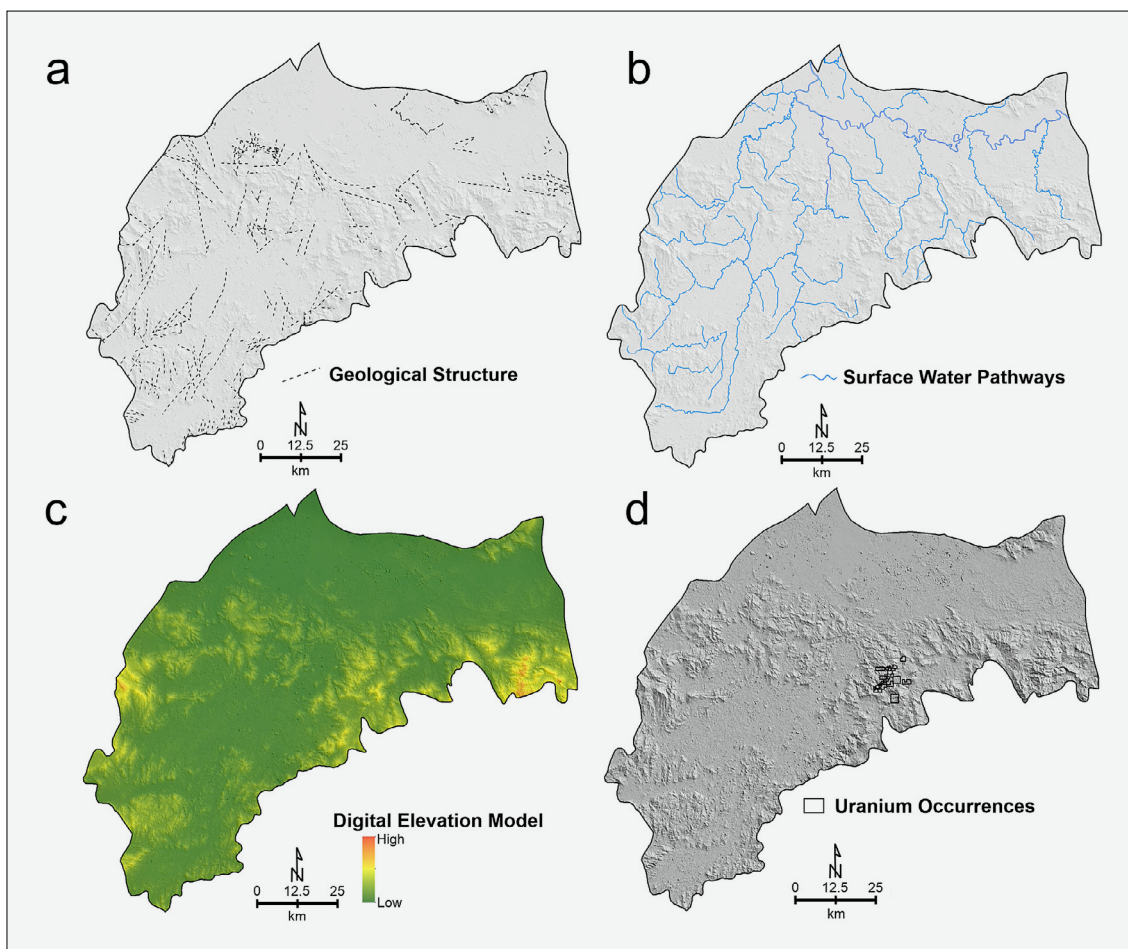 a
Geological Structure
N
0 12.5 25
km
b
Surface Water Pathways
N
0 12.5 25
km
c
Digital Elevation Model
High
Low
N
0 12.5 25
km
d
Uranium Occurrences
N
0 12.5 25
km